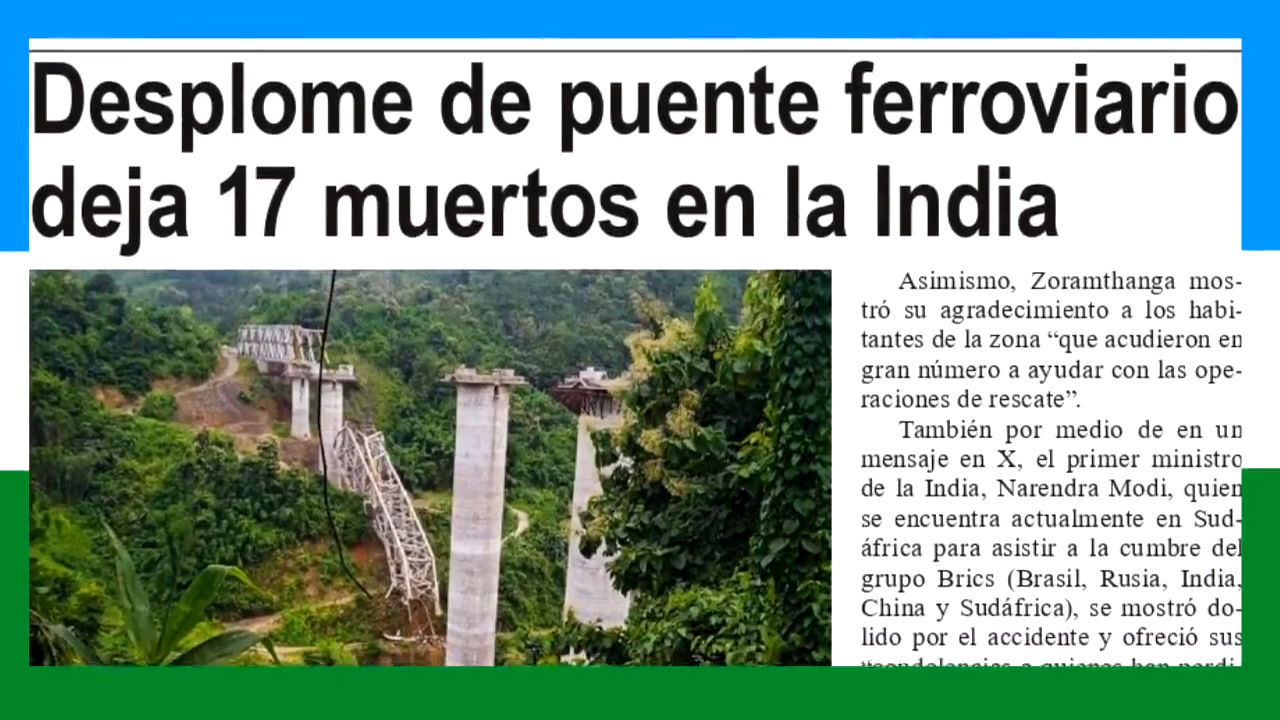 Desplome de puente ferroviario
deja 17 muertos en la India
Asimismo, Zoramthanga mos-
tró su agradecimiento a los habi-
tantes de la zona “que acudieron en
gran número a ayudar con las ope-
raciones de rescate”.
También por medio de en un
mensaje en X, el primer ministro
de la India, Narendra Modi, quien
se encuentra actualmente en Sud-
áfrica para asistir a la cumbre del
grupo Brics (Brasil, Rusia, India,
China y Sudáfrica), se mostró do-
lido por el accidente y ofreció sus